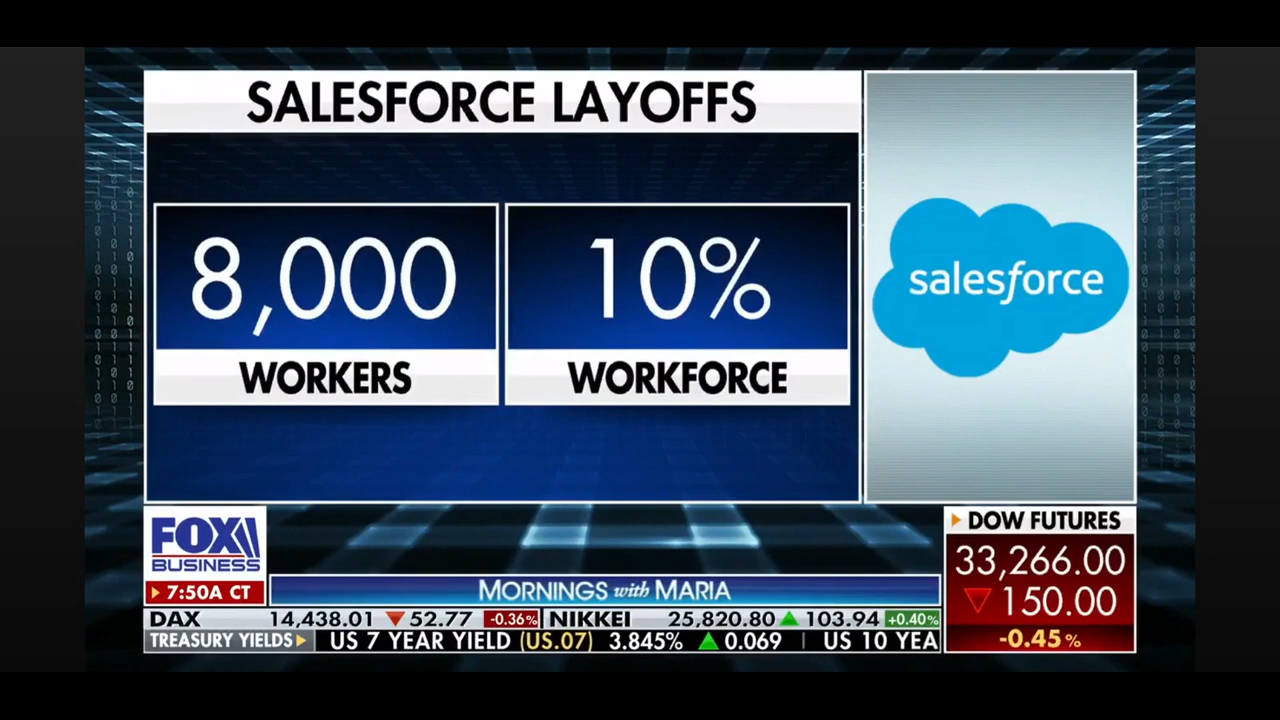 SALESFORCE LAYOFFS
8,000
WORKERS
10%
WORKFORCE
salesforce
FOX
BUSINESS
7:50A CT
MORNINGS with MARIA
DOW FUTURES
33,266.00
▼ 150.00
-0.45%
DAX 14,438.01 ▼ 52.77 -0.36% NIKKEI 25,820.80 ▲ 103.94 +0.40%
TREASURY YIELDS US 7 YEAR YIELD (US.07) 3.845% ▲ 0.069 | US 10 YEA